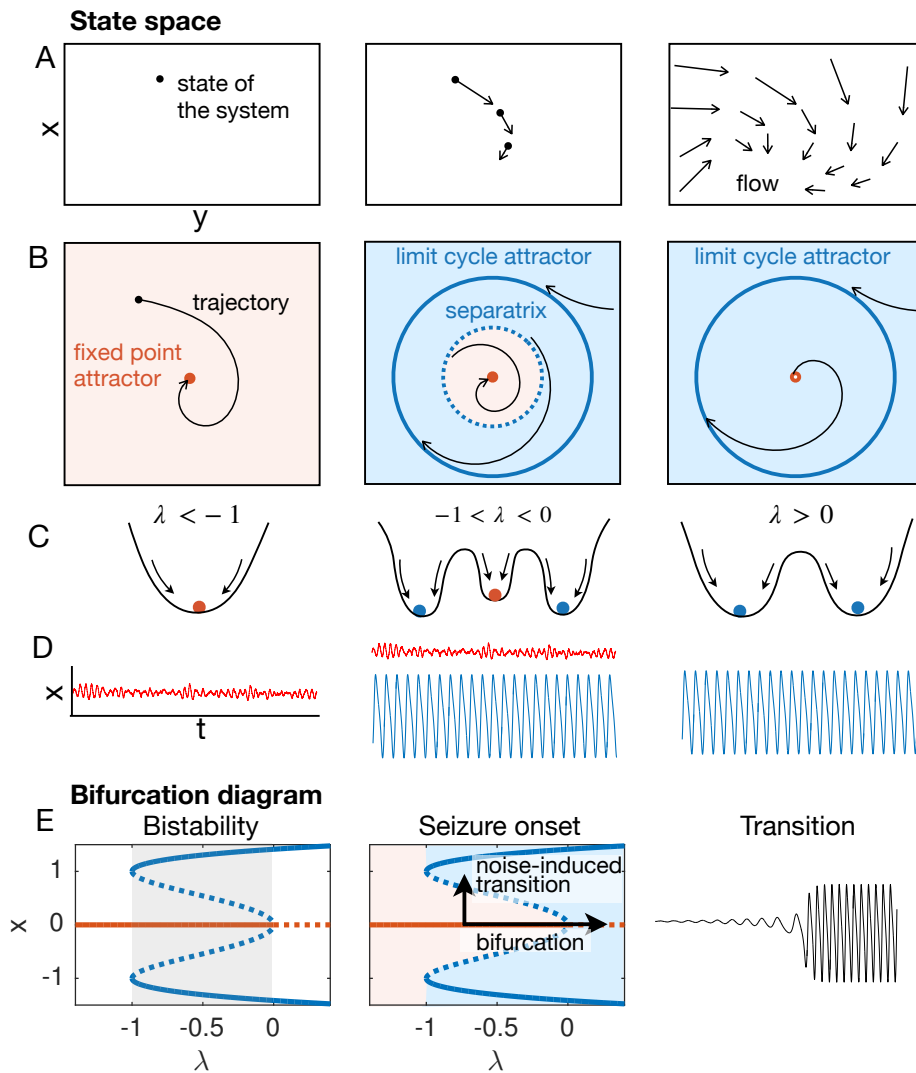 State space
A
state of
the system
x
y
flow
B
trajectory
fixed point
attractor
limit cycle attractor
separatrix
limit cycle attractor
C
λ < − 1
−1 < λ < 0
λ > 0
D
x
t
Bifurcation diagram
E
Bistability
Seizure onset
Transition
x
1
0
-1
-1
-0.5
0
λ
noise-induced
transition
bifurcation
-1
-0.5
0
λ